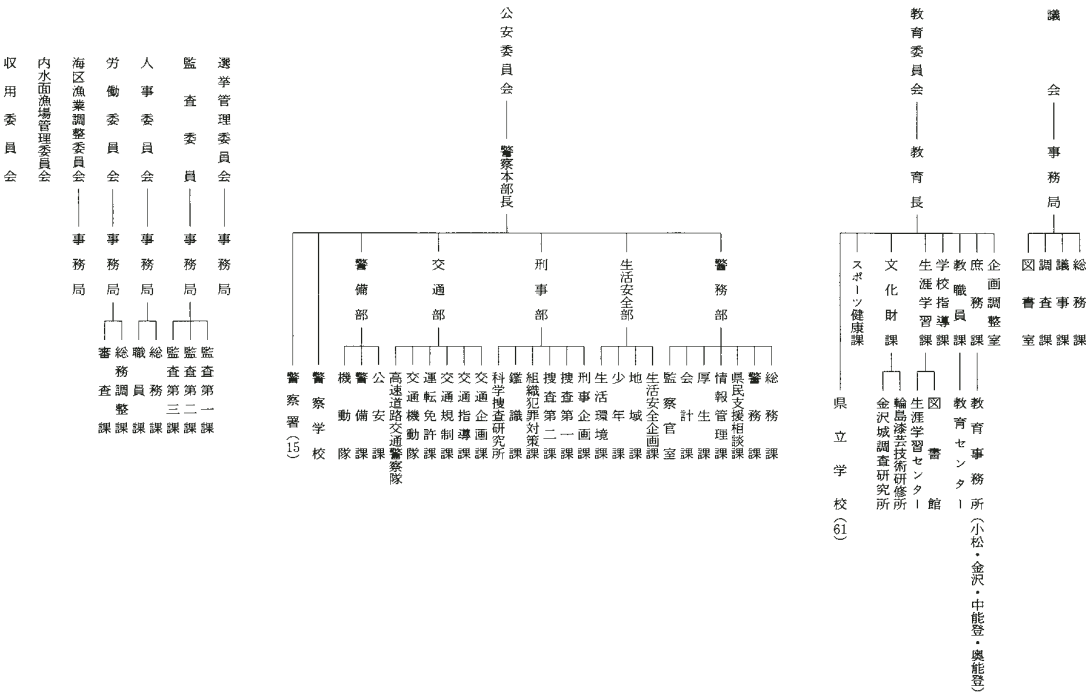 議会
事務局
総務課
議事課
調査課
図書室
教育委員会
教育長
企画調整室
庶務課
教育事務所(小松・金沢・中能登・奥能登)
教職員課
教育センター
学校指導課
生涯学習課
図書館
生涯学習センター
文化財課
輪島漆芸技術研修所
金沢城調査研究所
スポーツ健康課
県立学校(61)
公安委員会
警察本部長
警務部
総務課
警務課
県民支援相談課
情報管理課
厚生課
会計課
監察官室
生活安全部
生活安全企画課
地域課
少年課
生活環境課
刑事部
刑事企画課
捜査第一課
捜査第二課
組織犯罪対策課
鑑識課
科学捜査研究所
交通部
交通企画課
交通指導課
交通規制課
運転免許課
交通機動隊
高速道路交通警察隊
警備部
公安課
警備課
機動隊
警察学校
警察署(15)
選挙管理委員会
事務局
監査委員
事務局
監査第一課
監査第二課
監査第三課
人事委員会
事務局
総務課
職員課
労働委員会
事務局
総務調整課
審査課
海区漁業調整委員会
事務局
内水面漁場管理委員会
収用委員会